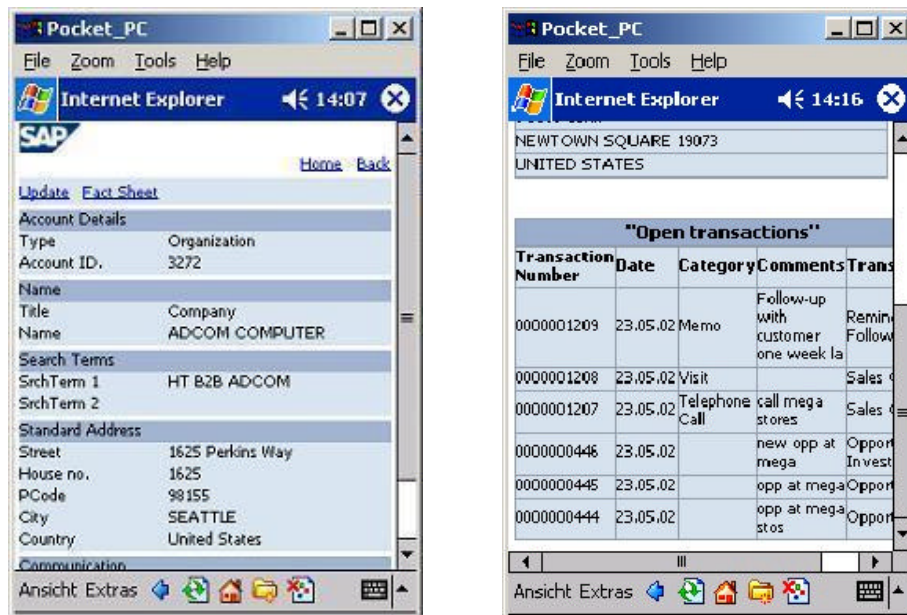 Pocket_PC
File Zoom Tools Help
Internet Explorer 14:07
SAP
Home Back
Update Fact Sheet
Account Details
Type Organization
Account ID. 3272
Name
Title Company
Name ADCOM COMPUTER
Search Terms
SrchTerm 1 HT B2B ADCOM
SrchTerm 2
Standard Address
Street 1625 Perkins Way
House no. 1625
PCode 98155
City SEATTLE
Country United States
Communication
Ansicht Extras
Pocket_PC
File Zoom Tools Help
Internet Explorer 14:16
NEWTOWN SQUARE 19073
UNITED STATES
"Open transactions"
Transaction Number Date Category Comments Trans
0000001209 23.05.02 Memo Follow-up with customer one week la Remin Follow
0000001208 23.05.02 Visit Sales
0000001207 23.05.02 Telephone Call call mega stores Sales
0000000446 23.05.02 new opp at mega Opport Invest
0000000445 23.05.02 opp at mega Opport
0000000444 23.05.02 opp at mega stos Opport
Ansicht Extras